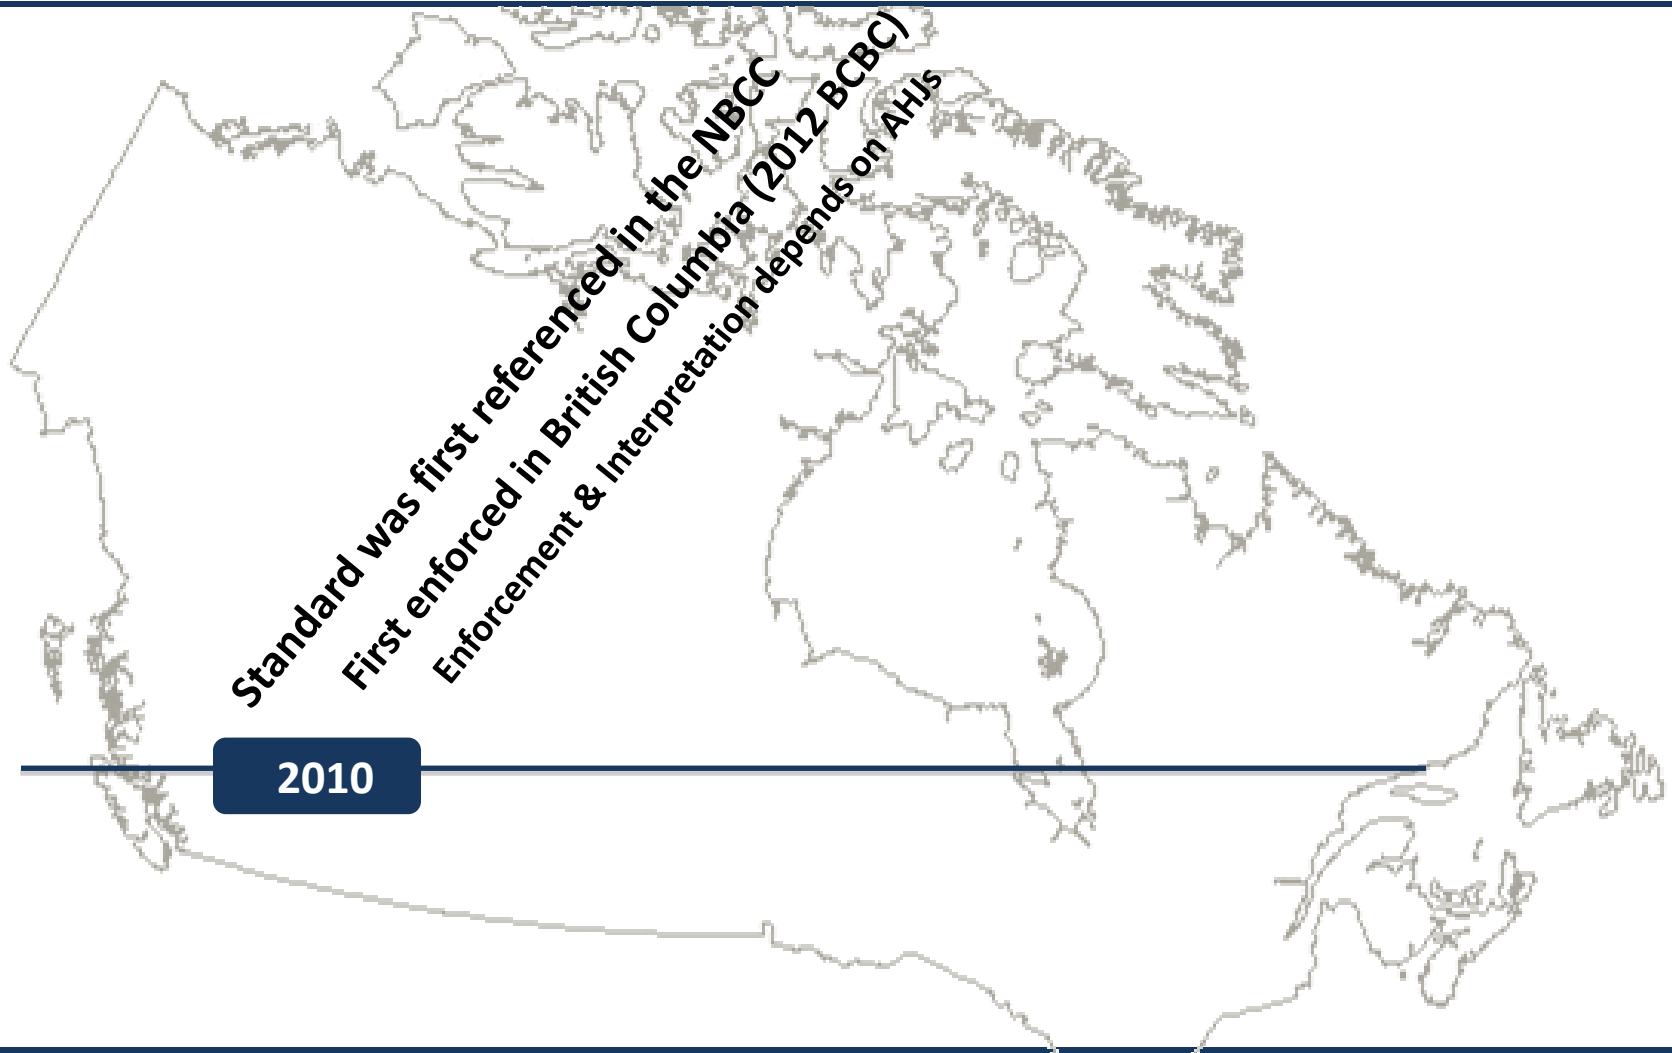 Standard was first referenced in the NBCC
First enforced in British Columbia (2012 BCBC)
Enforcement & Interpretation depends on AHJs
2010